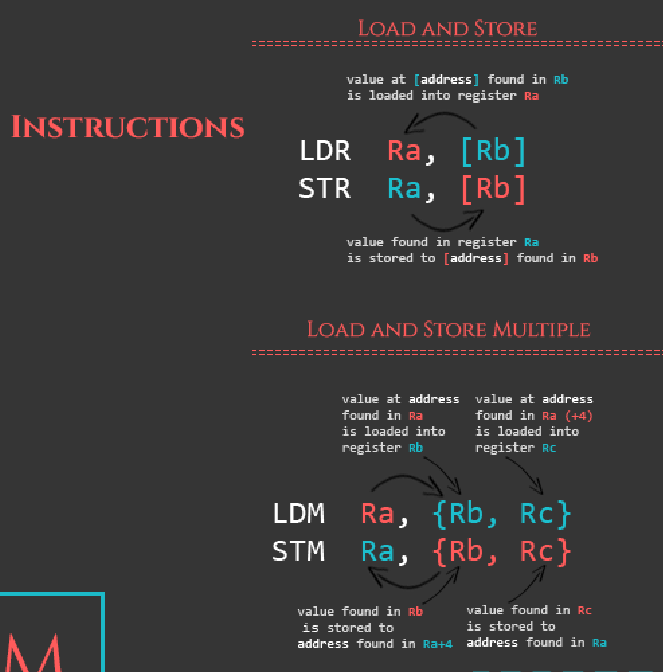 LOAD AND STORE
value at [address] found in Rb
is loaded into register Ra
INSTRUCTIONS
LDR Ra, [Rb]
STR Ra, [Rb]
value found in register Ra
is stored to [address] found in Rb
LOAD AND STORE MULTIPLE
value at address
found in Ra
is loaded into
register Rb
value at address
found in Ra (+4)
is loaded into
register Rc
LDM Ra, {Rb, Rc}
STM Ra, {Rb, Rc}
value found in Rb
is stored to
address found in Ra+4
value found in Rc
is stored to
address found in Ra
M